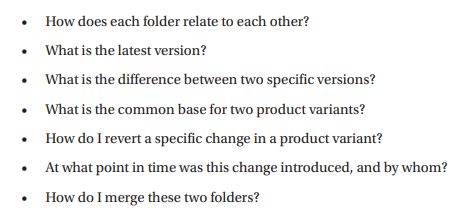 • How does each folder relate to each other?
• What is the latest version?
• What is the difference between two specific versions?
• What is the common base for two product variants?
• How do I revert a specific change in a product variant?
• At what point in time was this change introduced, and by whom?
• How do I merge these two folders?